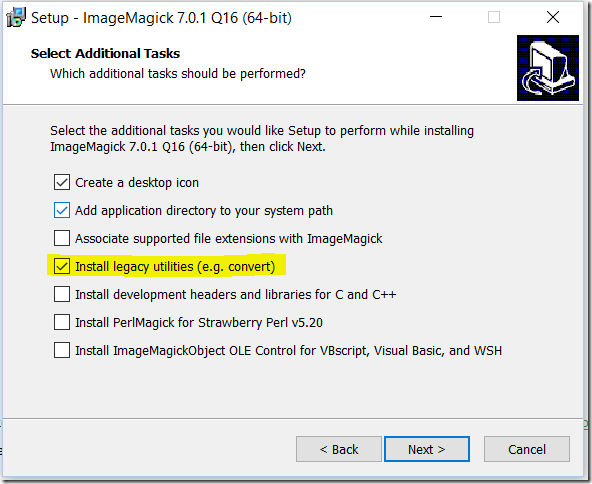 Setup - ImageMagick 7.0.1 Q16 (64-bit)
Select Additional Tasks
Which additional tasks should be performed?
Select the additional tasks you would like Setup to perform while installing
ImageMagick 7.0.1 Q16 (64-bit), then click Next.
Create a desktop icon
Add application directory to your system path
Associate supported file extensions with ImageMagick
Install legacy utilities (e.g. convert)
Install development headers and libraries for C and C++
Install PerlMagick for Strawberry Perl v5.20
Install ImageMagickObject OLE Control for VBscript, Visual Basic, and WSH
< Back
Next >
Cancel